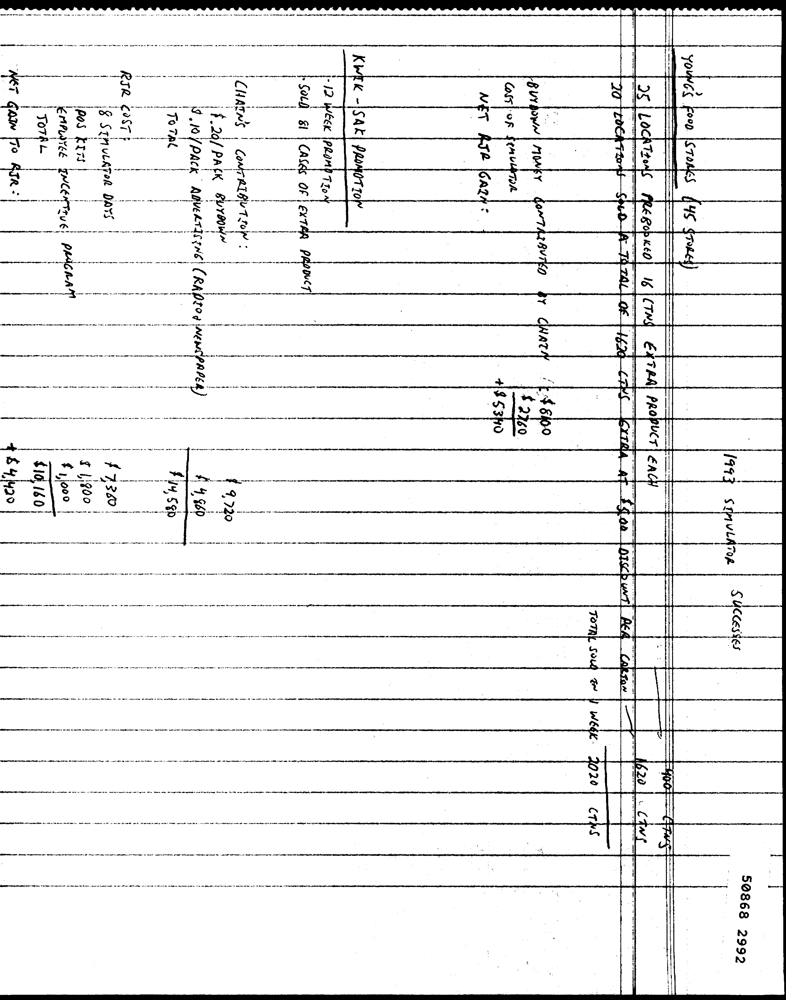 1993 SIMULATOR SUCCESSES
YOUNG'S FOOD STORES (45 STORES)
25 LOCATIONS PREBOOKED 16 CTNS EXTRA PRODUCT EACH 400 CTNS
20 LOCATIONS SOLD A TOTAL OF 1620 CTNS EXTRA AT $5.00 DISCOUNT PER CARTON 1620 CTNS
TOTAL SOLD IN 1 WEEK 2020 CTNS
BUYDOWN MONEY CONTRIBUTED BY CHAIN : $8100
COST OF SIMULATOR $2760
NET RJR GAIN: + $5340
KWIK-SAK PROMOTION
·12 WEEK PROMOTION
·SOLD 81 CASES OF EXTRA PRODUCT
CHAIN'S CONTRIBUTION:
$.20/PACK BUYDOWN $9,720
$.10/PACK ADVERTISING (RADIO & NEWSPAPER) $4,860
TOTAL $14,580
RJR COST:
8 SIMULATOR DAYS $7,360
POS KITS $1,800
EMPLOYEE INCENTIVE PROGRAM $1,000
TOTAL $10,160
NET GAIN TO RJR: + $4,420
50868 2992